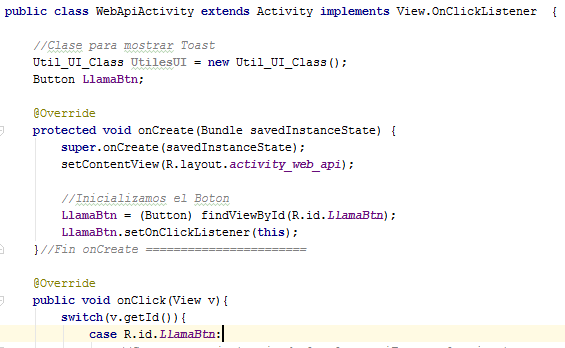 public class WebApiActivity extends Activity implements View.OnClickListener  {
//Clase para mostrar Toast
Util_UI_Class UtilesUI = new Util_UI_Class();
Button LlamaBtn;
@Override
protected void onCreate(Bundle savedInstanceState) {
super.onCreate(savedInstanceState);
setContentView(R.layout.activity_web_api);
//Inicializamos el Boton
LlamaBtn = (Button) findViewById(R.id.LlamaBtn);
LlamaBtn.setOnClickListener(this);
}//Fin onCreate =======================
@Override
public void onClick(View v){
switch(v.getId()){
case R.id.LlamaBtn: